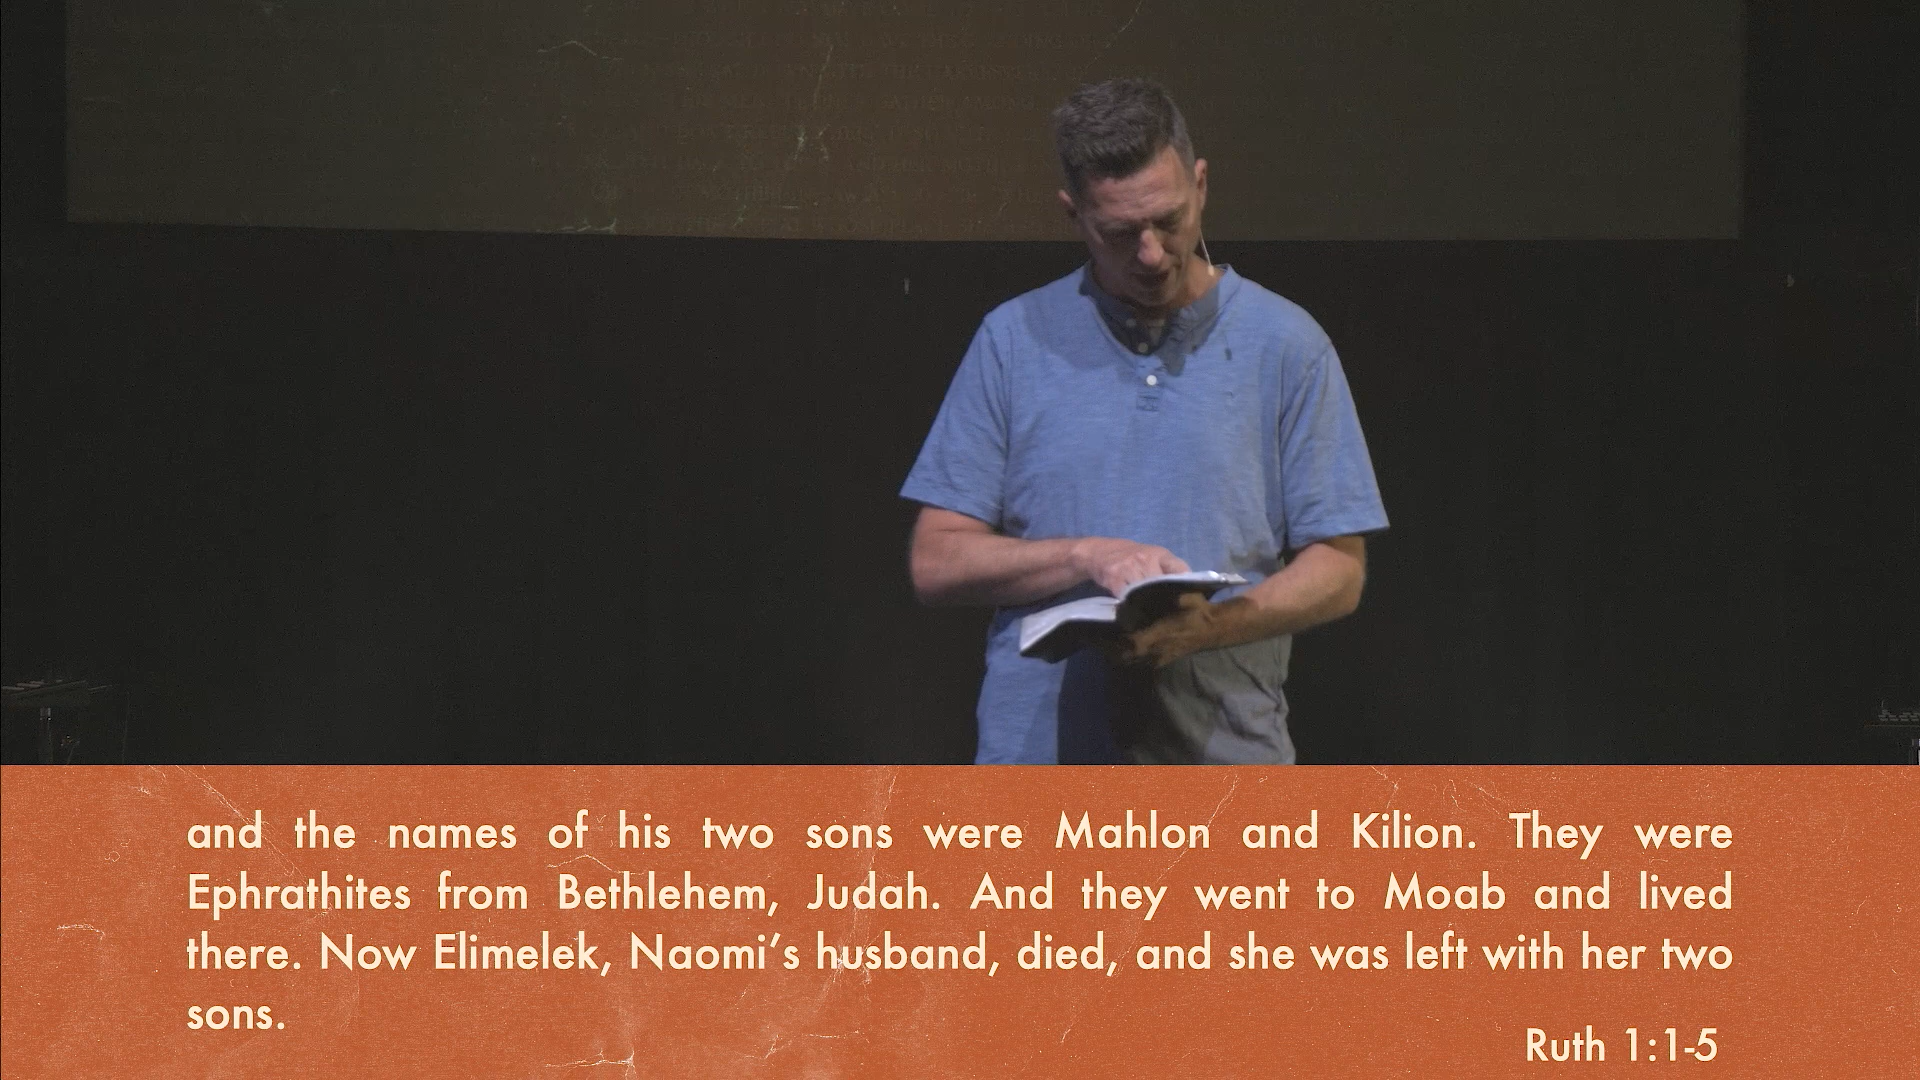 and the names of his two sons were Mahlon and Kilion. They were
Ephrathites from Bethlehem, Judah. And they went to Moab and lived
there. Now Elimelek, Naomi’s husband, died, and she was left with her two
sons.
Ruth 1:1-5